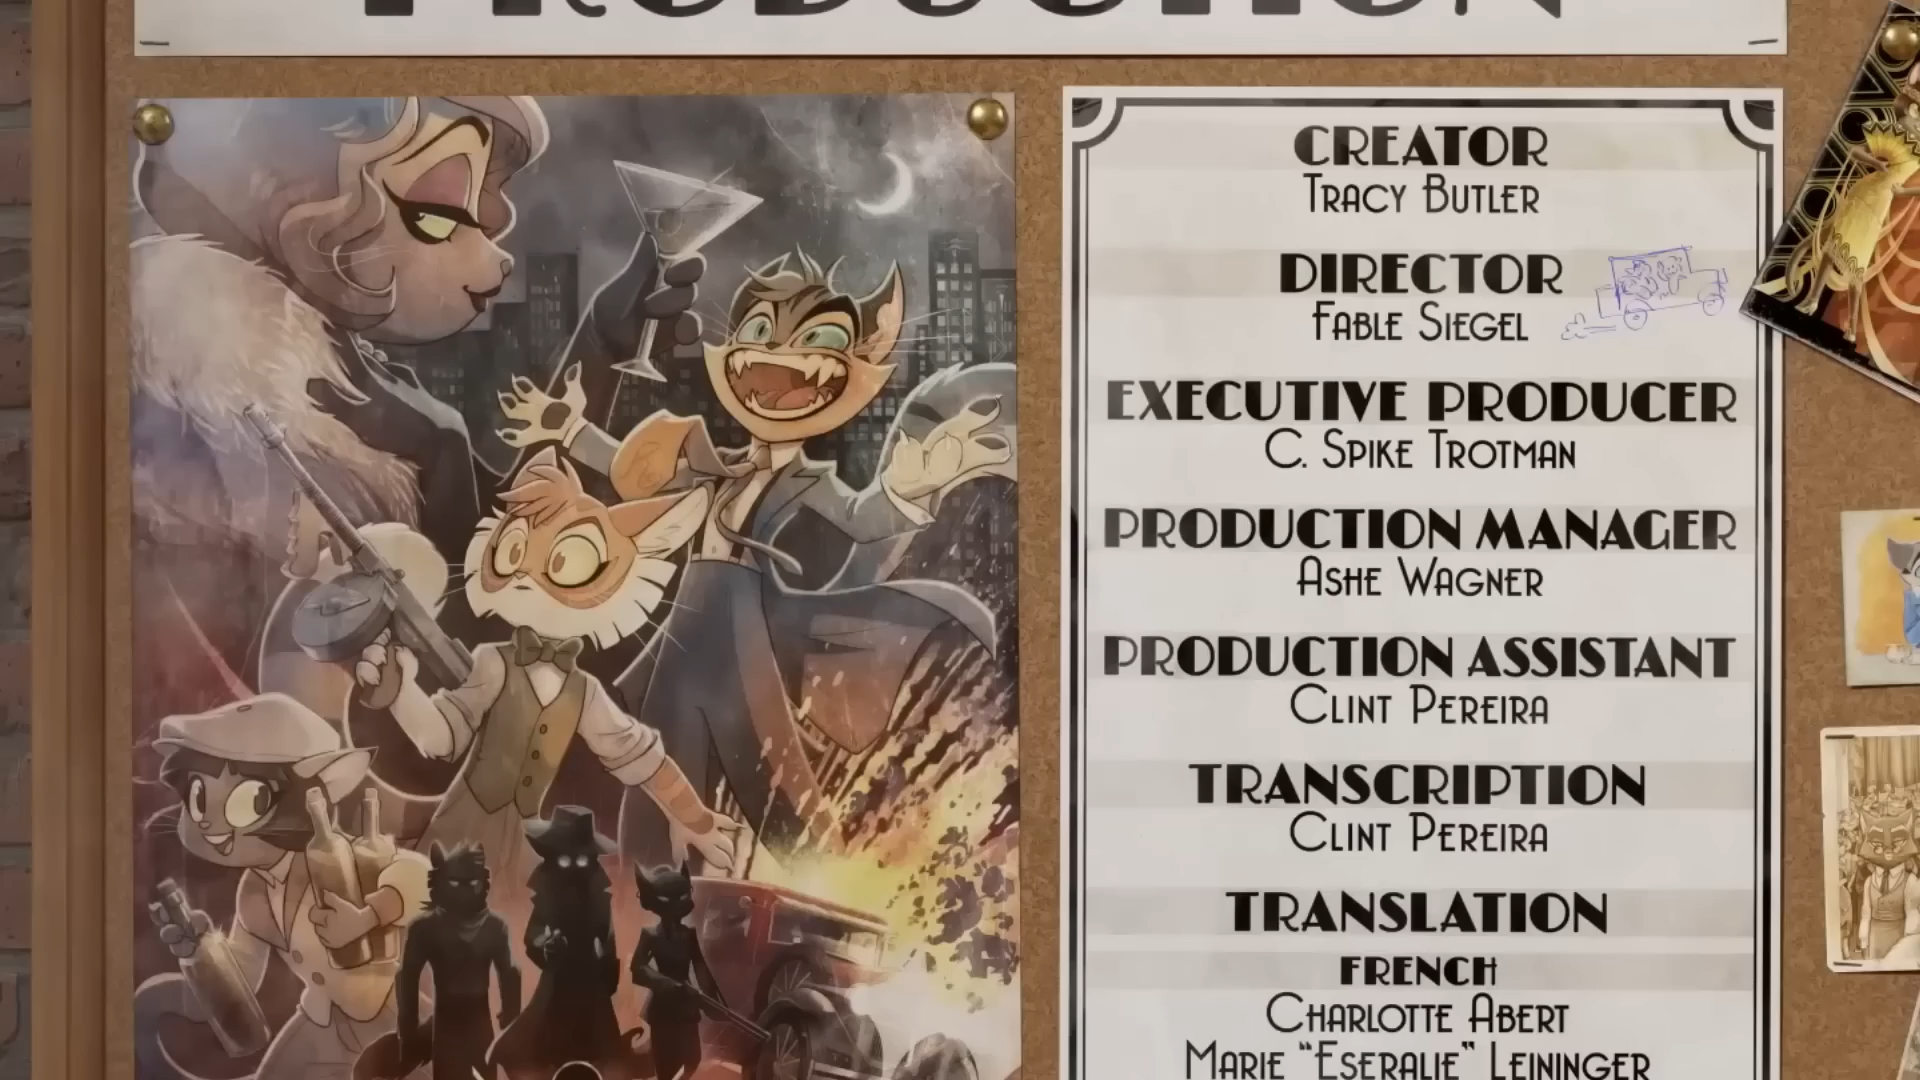 PRODUCTION
CREATOR
TRACY BUTLER
DIRECTOR
FABLE SIEGEL
EXECUTIVE PRODUCER
C. SPIKE TROTMAN
PRODUCTION MANAGER
ASHE WAGNER
PRODUCTION ASSISTANT
CLINT PEREIRA
TRANSCRIPTION
CLINT PEREIRA
TRANSLATION
FRENCH
CHARLOTTE ABERT
MARIE “ESERALIE” LEININGER